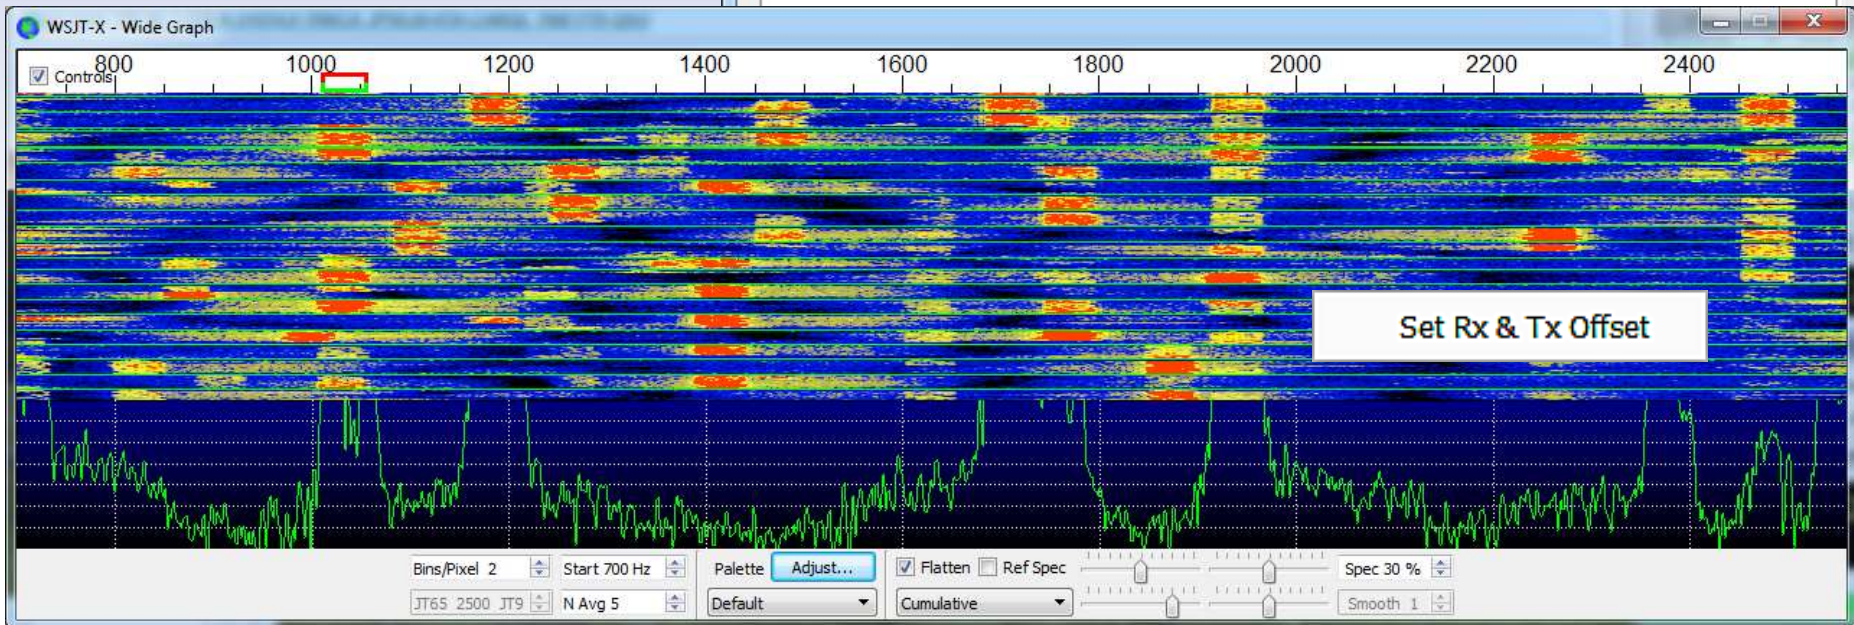 WSJT-X - Wide Graph
Controls 800 1000 1200 1400 1600 1800 2000 2200 2400
Set Rx & Tx Offset
Bins/Pixel 2 Start 700 Hz Palette Adjust... Flatten Ref Spec Spec 30 %
JT65 2500 JT9 N Avg 5 Default Cumulative Smooth 1